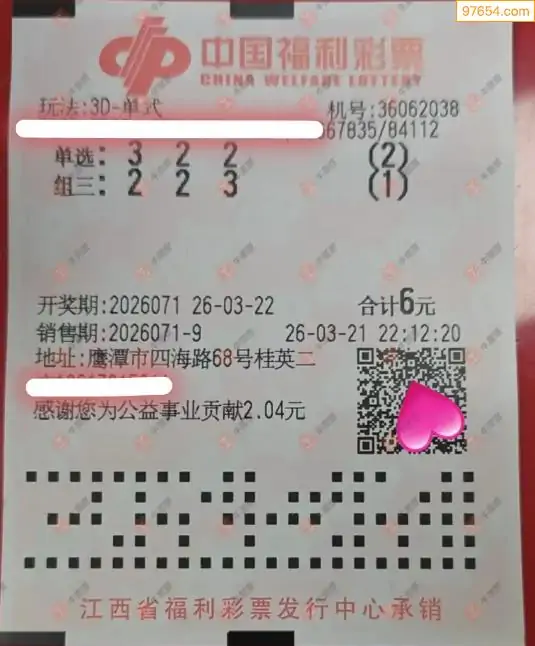 97654.com
中国福利彩票
CHINA WELFARE LOTTERY
玩法:3D-单式 机号:36062038
67835/84112
单选: 3 2 2 (2)
组三: 2 2 3 (1)
开奖期:2026071 26-03-22 合计6元
销售期:2026071-9 26-03-21 22:12:20
地址:鹰潭市四海路68号桂英二
感谢您为公益事业贡献2.04元
江西省福利彩票发行中心承销